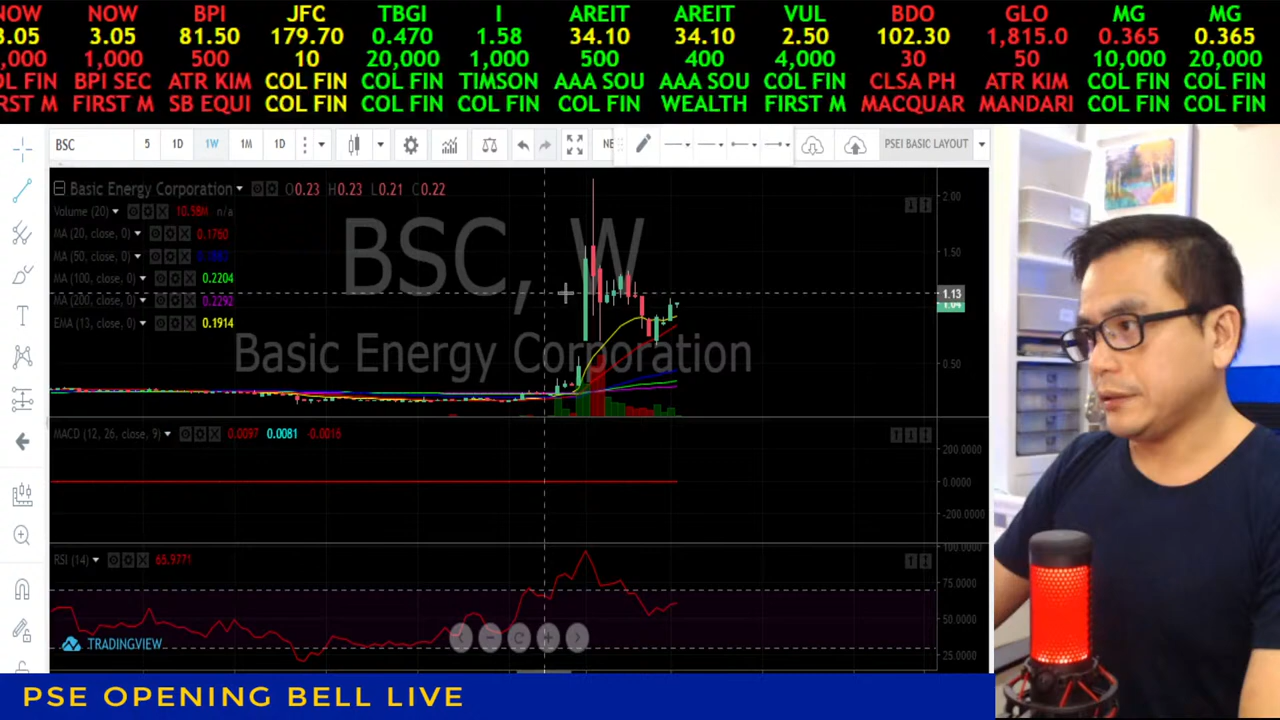 NOW NOW BPI JFC TBGI I AREIT AREIT VUL BDO GLO MG MG
3.05 3.05 81.50 179.70 0.470 1.58 34.10 34.10 2.50 102.30 1,815.0 0.365 0.365
,000 1,000 500 10 20,000 1,000 500 400 4,000 30 50 10,000 20,000
OL FIN BPI SEC ATR KIM COL FIN COL FIN TIMSON AAA SOU AAA SOU COL FIN CLSA PH ATR KIM COL FIN COL FIN
RST M FIRST M SB EQUI COL FIN COL FIN COL FIN COL FIN WEALTH FIRST M MACQUAR MANDARI COL FIN COL FIN
BSC 5 1D 1W 1M 1D NE PSEI BASIC LAYOUT
Basic Energy Corporation O0.23 H0.23 L0.21 C0.22
Volume (20) 10.98M n/a
MA (20, close, 0) 0.1760
MA (50, close, 0)
MA (100, close, 0) 0.2204
MA (200, close, 0) 0.2292
EMA (13, close, 0) 0.1914
BSC, W
Basic Energy Corporation
2.00
1.50
1.13
1.04
0.50
MACD (12, 26, close, 9) 0.0097 0.0081 -0.0016
200.0000
0.0000
-200.0000
RSI (14) 65.9771
100.0000
75.0000
50.0000
25.0000
TRADINGVIEW
PSE OPENING BELL LIVE